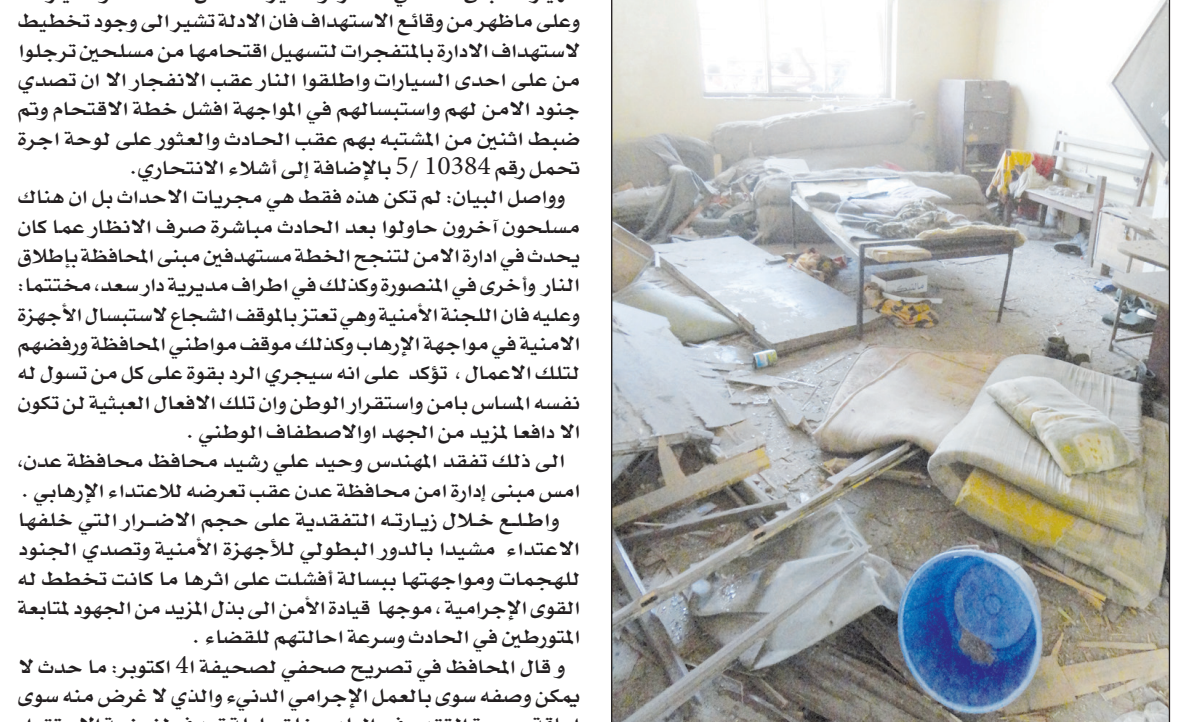 وعلى ماظهر من وقائع الاستهداف فان الادلة تشير الى وجود تخطيط
لاستهداف الادارة بالمتفجرات لتسهيل اقتحامها من مسلحين ترجلوا
من على احدى السيارات واطلقوا النار عقب الانفجار الا ان تصدي
جنود الامن لهم واستبسالهم في المواجهة افشل خطة الاقتحام وتم
ضبط اثنين من المشتبه بهم عقب الحادث والعثور على لوحة اجرة
تحمل رقم 10384 /5 بالإضافة إلى أشلاء الانتحاري.
وواصل البيان: لم تكن هذه فقط هي مجريات الاحداث بل ان هناك
مسلحون آخرون حاولوا بعد الحادث مباشرة صرف الانظار عما كان
يحدث في ادارة الامن لتنجح الخطة مستهدفين مبنى المحافظة بإطلاق
النار وأخرى في المنصورة وكذلك في اطراف مديرية دار سعد، مختتما:
وعليه فان اللجنة الأمنية وهي تعتز بالموقف الشجاع لاستبسال الأجهزة
الامنية في مواجهة الإرهاب وكذلك موقف مواطني المحافظة ورفضهم
لتلك الاعمال ، تؤكد على انه سيجري الرد بقوة على كل من تسول له
نفسه المساس بامن واستقرار الوطن وان تلك الافعال العبثية لن تكون
الا دافعا لمزيد من الجهد اوالاصطفاف الوطني .
الى ذلك تفقد المهندس وحيد علي رشيد محافظ محافظة عدن،
امس مبنى إدارة امن محافظة عدن عقب تعرضه للاعتداء الإرهابي .
واطلع خلال زيارته التفقدية على حجم الاضرار التي خلفها
الاعتداء مشيدا بالدور البطولي للأجهزة الأمنية وتصدي الجنود
للهجمات ومواجهتها ببسالة أفشلت على اثرها ما كانت تخطط له
القوى الإجرامية ، موجها قيادة الأمن الى بذل المزيد من الجهود لمتابعة
المتورطين في الحادث وسرعة احالتهم للقضاء .
و قال المحافظ في تصريح صحفي لصحيفة 14 اكتوبر: ما حدث لا
يمكن وصفه سوى بالعمل الإجرامي الدنيء والذي لا غرض منه سوى